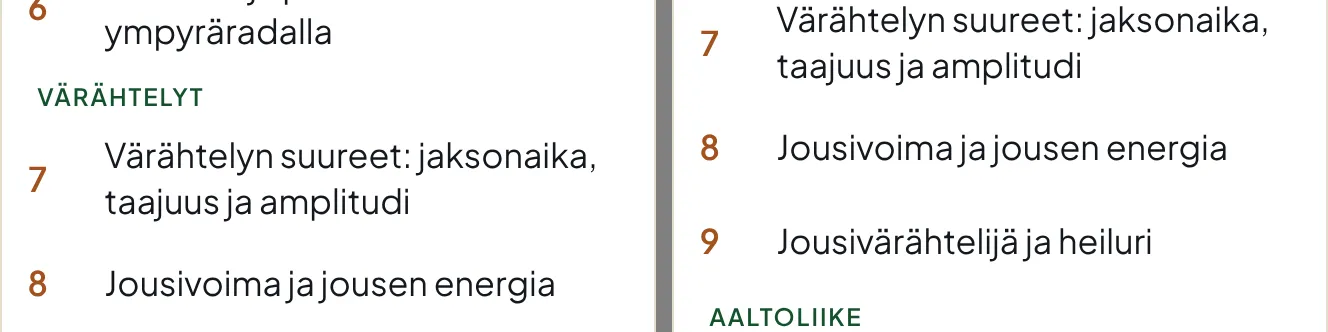 6
ympyräradalla
VÄRÄHTELYT
7
Värähtelyn suureet: jaksonaika,
taajuus ja amplitudi
8
Jousivoima ja jousen energia
7
Värähtelyn suureet: jaksonaika,
taajuus ja amplitudi
8
Jousivoima ja jousen energia
9
Jousivärähtelijä ja heiluri
AALTOLIIKE